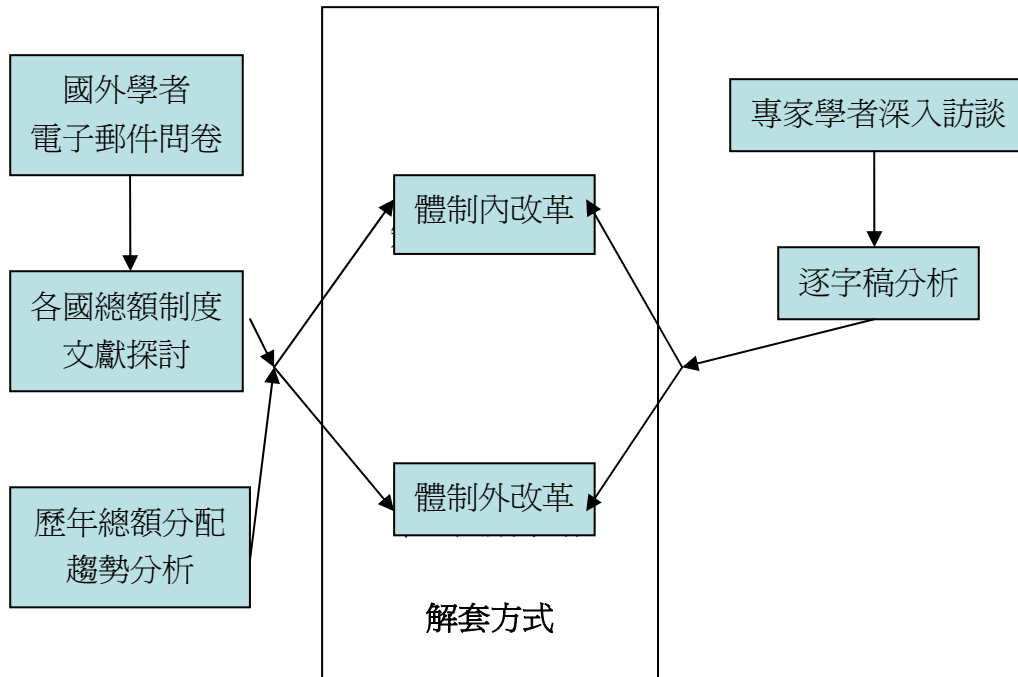 國外學者
電子郵件問卷
專家學者深入訪談
體制內改革
各國總額制度
文獻探討
逐字稿分析
體制外改革
歷年總額分配
趨勢分析
解套方式